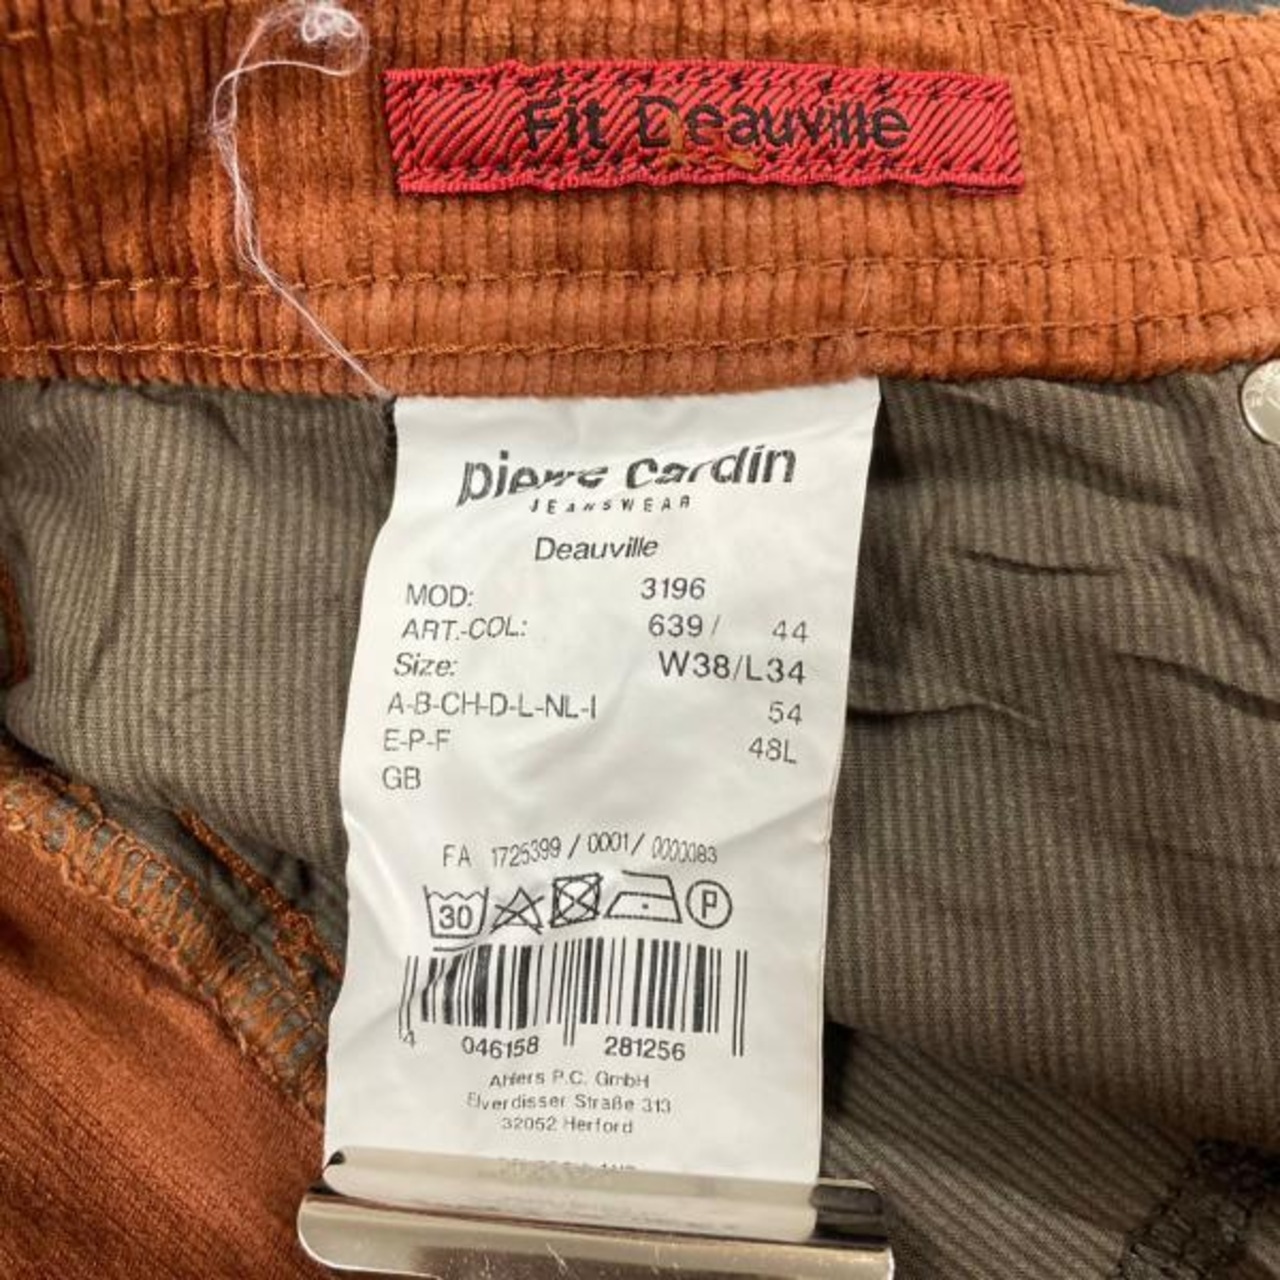 Fit Deauville
pierre cardin
JEANSWEAR
Deauville
MOD: 3196
ART.-COL: 639 / 44
Size: W38/L34
A-B-CH-D-L-NL-I 54
E-P-F 48L
GB
FA 1725399 / 0001 / 0000083
30 P
4 046158 281256
Ahlers P.C. GmbH
Elverdisser Straße 313
32052 Herford